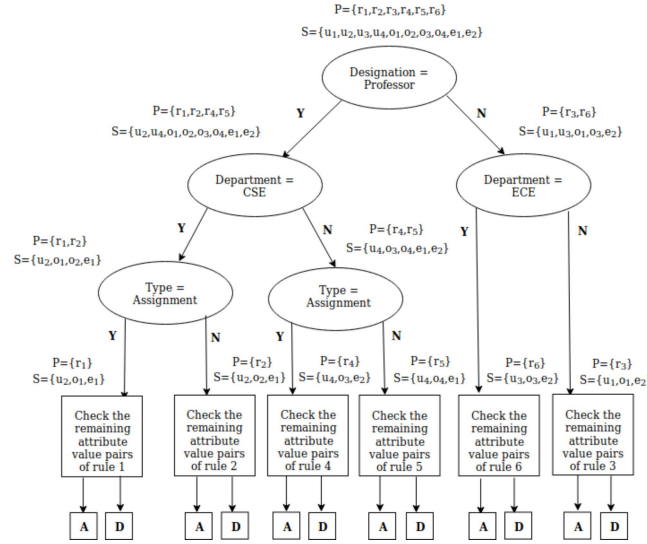 P={r₁,r₂,r₃,r₄,r₅,r₆}
S={u₁,u₂,u₃,u₄,o₁,o₂,o₃,o₄,e₁,e₂}
Designation =
Professor
P={r₁,r₂,r₄,r₅}
S={u₂,u₄,o₁,o₂,o₃,o₄,e₁,e₂}
Y
N
P={r₃,r₆}
S={u₁,u₃,o₁,o₃,e₂}
Department =
CSE
Department =
ECE
P={r₁,r₂}
S={u₂,o₁,o₂,e₁}
Y
N
P={r₄,r₅}
S={u₄,o₃,o₄,e₁,e₂}
Y
N
Type =
Assignment
Type =
Assignment
Y
N
Y
N
P={r₁}
S={u₂,o₁,e₁}
P={r₂}
S={u₂,o₂,e₁}
P={r₄}
S={u₄,o₃,e₂}
P={r₅}
S={u₄,o₄,e₁}
P={r₆}
S={u₃,o₃,e₂}
P={r₃}
S={u₁,o₁,e₂
Check the
remaining
attribute
value pairs
of rule 1
Check the
remaining
attribute
value pairs
of rule 2
Check the
remaining
attribute
value pairs
of rule 4
Check the
remaining
attribute
value pairs
of rule 5
Check the
remaining
attribute
value pairs
of rule 6
Check the
remaining
attribute
value pairs
of rule 3
A
D
A
D
A
D
A
D
A
D
A
D